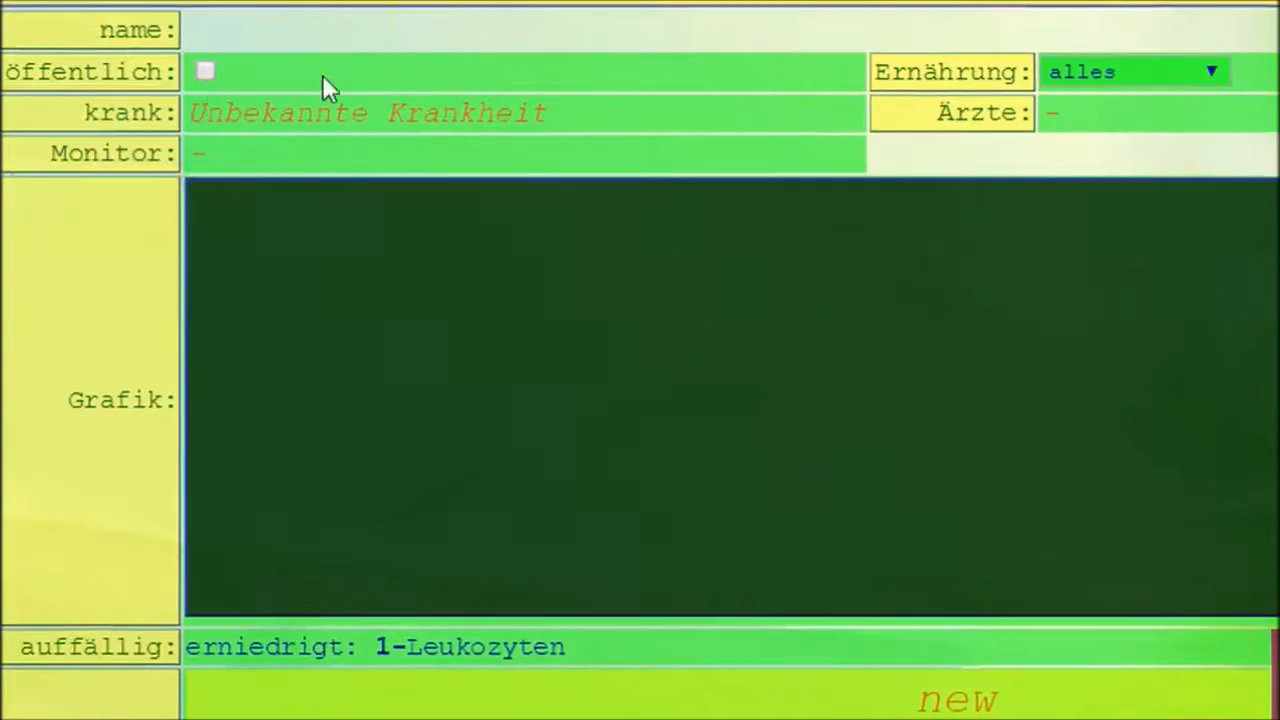 name:
öffentlich: Ernährung: alles
krank: Unbekannte Krankheit Ärzte: -
Monitor: -
Grafik:
auffällig: erniedrigt: 1-Leukozyten
new